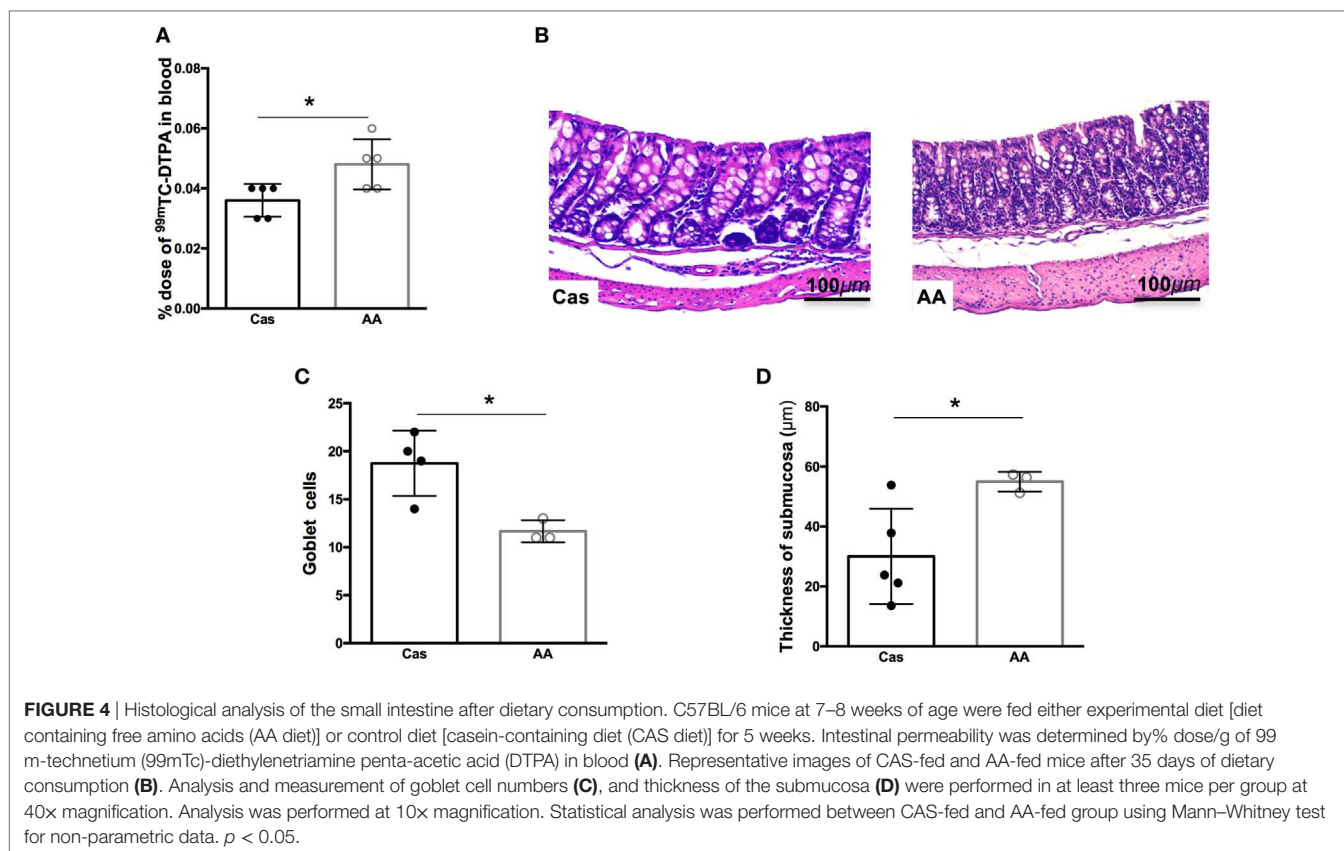 A
% dose of ⁹⁹ᵐTC-DTPA in blood
0.08
0.06
0.04
0.02
0.00
*
Cas
AA
B
Cas
100µm
AA
100µm
C
Goblet cells
25
20
15
10
5
0
*
Cas
AA
D
Thickness of submucosa (µm)
80
60
40
20
0
*
Cas
AA
FIGURE 4 | Histological analysis of the small intestine after dietary consumption. C57BL/6 mice at 7–8 weeks of age were fed either experimental diet [diet
containing free amino acids (AA diet)] or control diet [casein-containing diet (CAS diet)] for 5 weeks. Intestinal permeability was determined by% dose/g of 99
m-technetium (99mTc)-diethylenetriamine penta-acetic acid (DTPA) in blood (A). Representative images of CAS-fed and AA-fed mice after 35 days of dietary
consumption (B). Analysis and measurement of goblet cell numbers (C), and thickness of the submucosa (D) were performed in at least three mice per group at
40× magnification. Analysis was performed at 10× magnification. Statistical analysis was performed between CAS-fed and AA-fed group using Mann–Whitney test
for non-parametric data. p < 0.05.